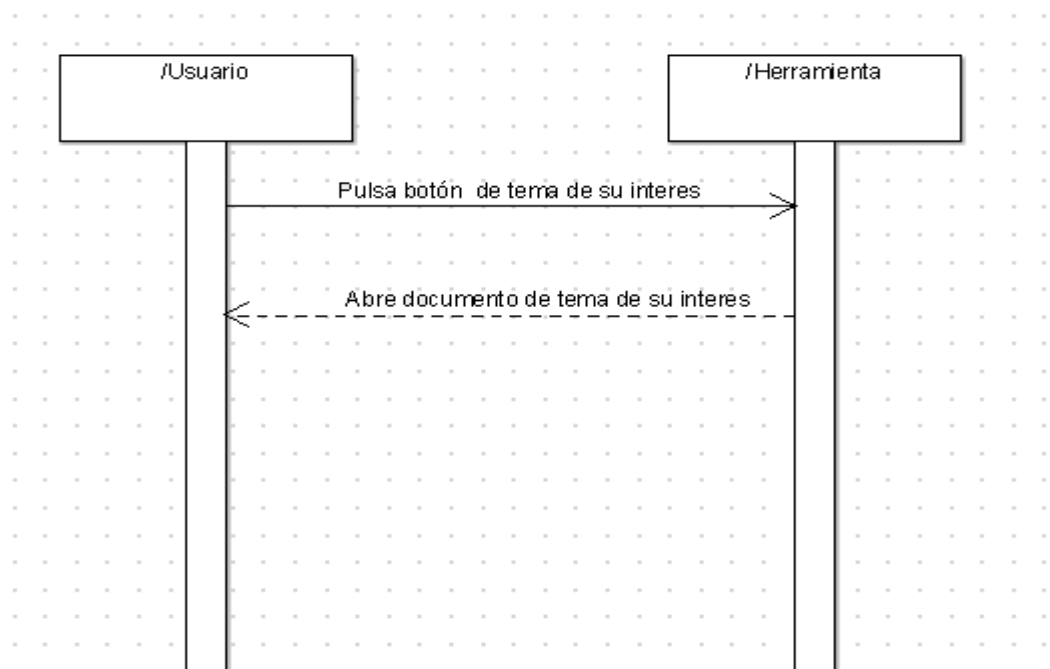 /Usuario
/Herramienta
Pulsa botón de tema de su interes
Abre documento de tema de su interes